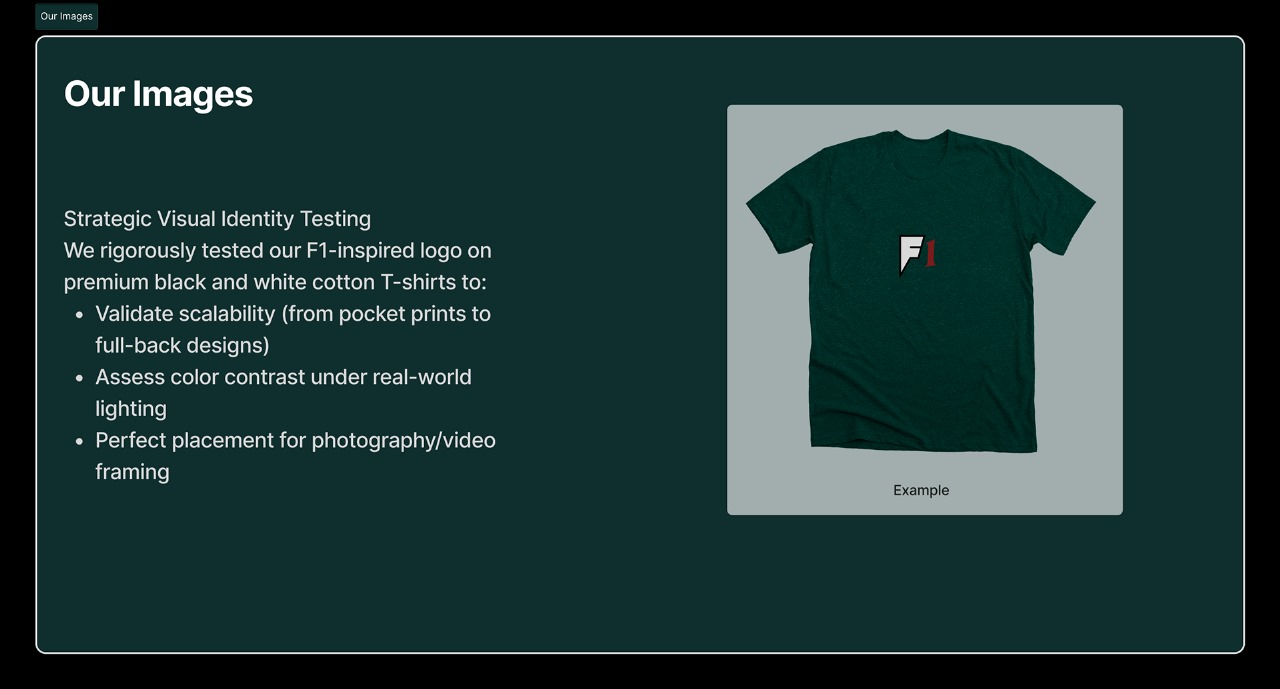 Our Images
Our Images
Strategic Visual Identity Testing
We rigorously tested our F1-inspired logo on
premium black and white cotton T-shirts to:
• Validate scalability (from pocket prints to
full-back designs)
• Assess color contrast under real-world
lighting
• Perfect placement for photography/video
framing
F1
Example